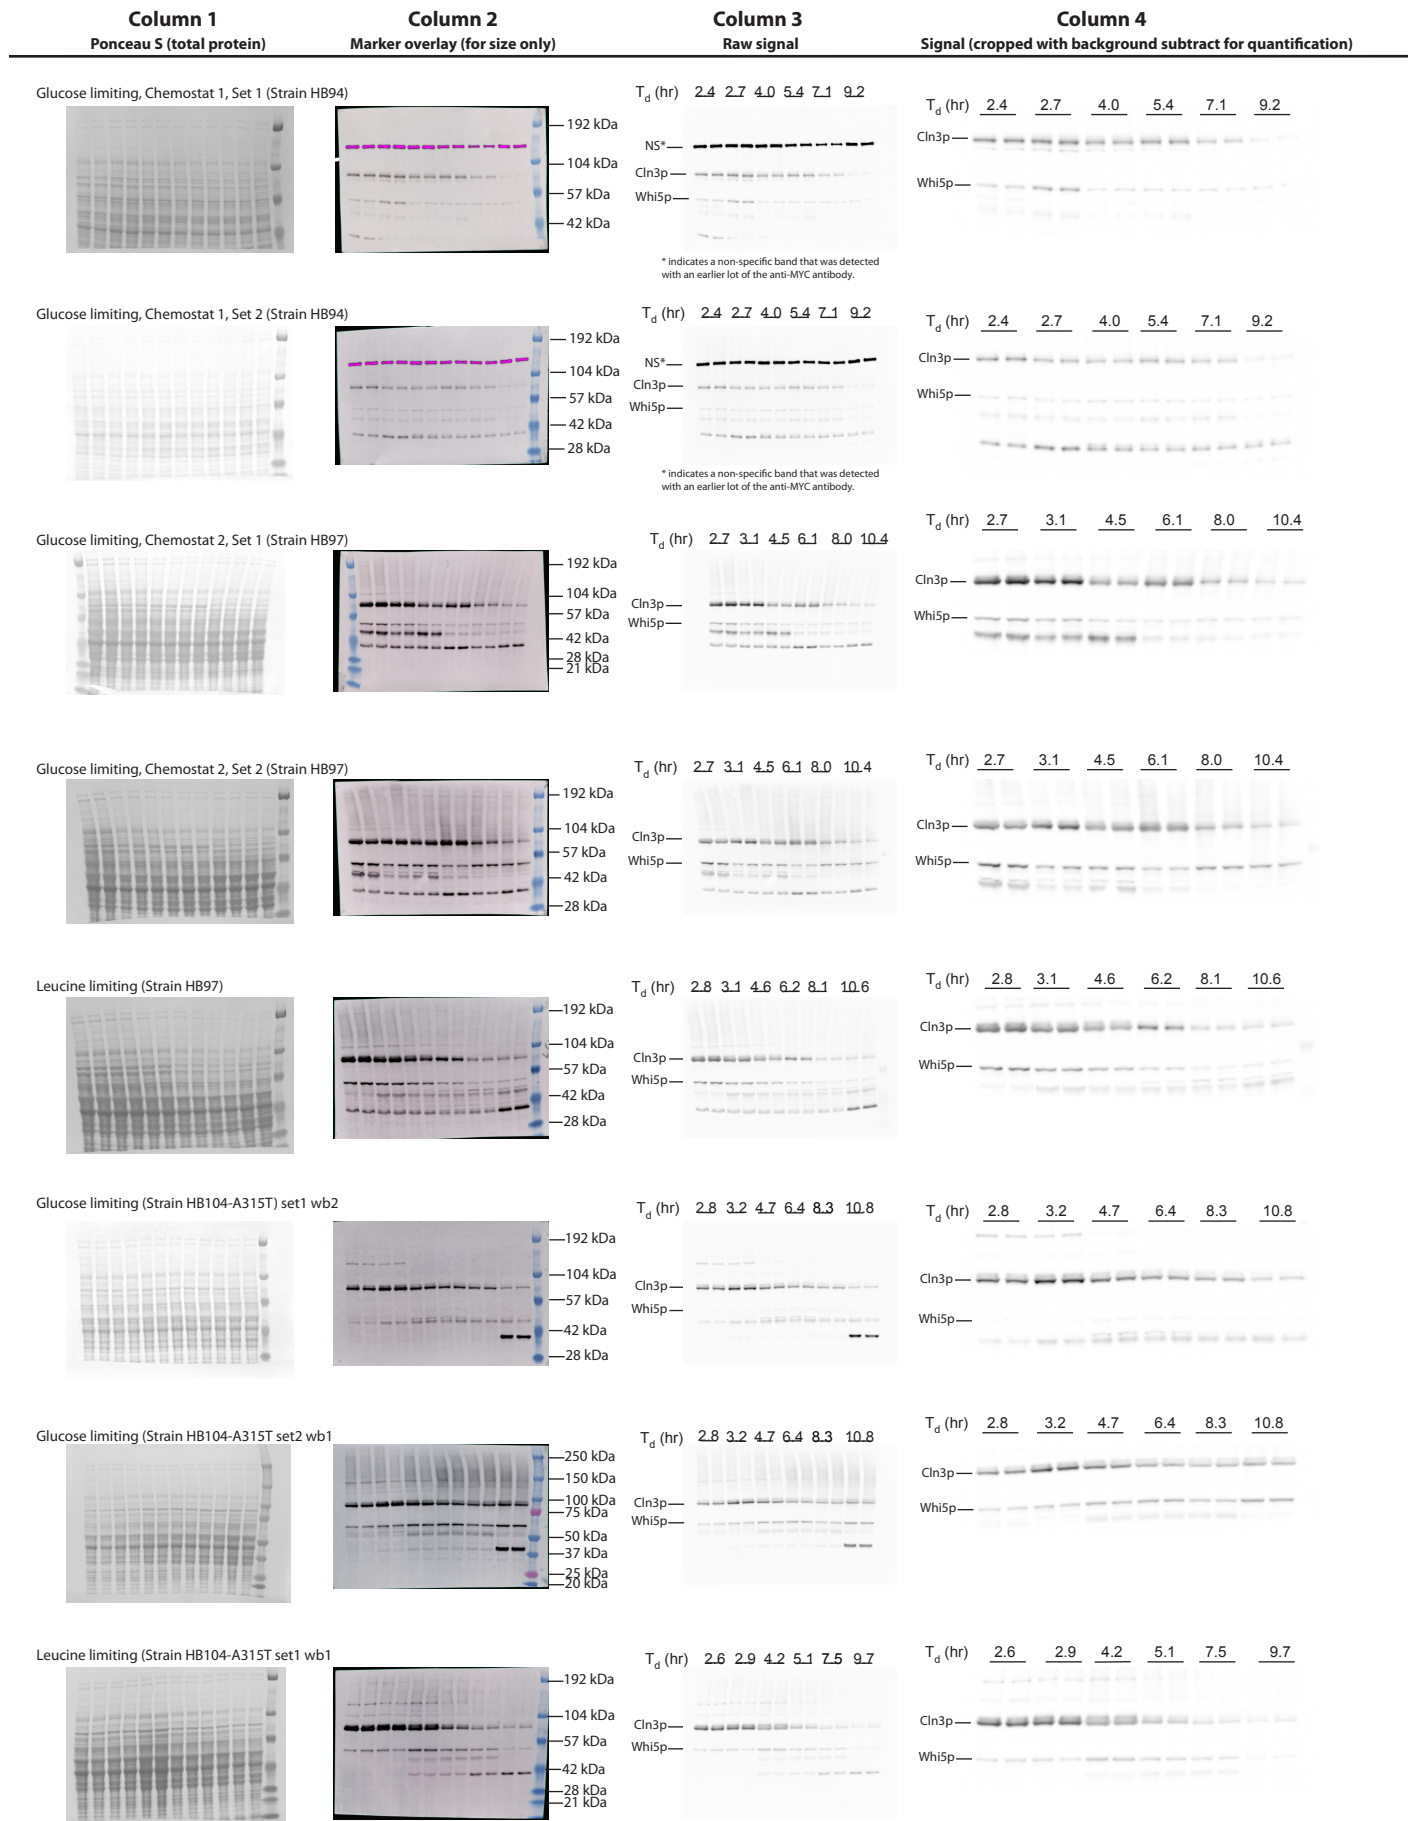 Column 1 Column 2 Column 3 Column 4
Ponceau S (total protein) Marker overlay (for size only) Raw signal Signal (cropped with background subtract for quantification)
Glucose limiting, Chemostat 1, Set 1 (Strain HB94)
192 kDa
104 kDa
57 kDa
42 kDa
Td (hr) 2.4 2.7 4.0 5.4 7.1 9.2
NS*
Cln3p
Whi5p
* indicates a non-specific band that was detected
with an earlier lot of the anti-MYC antibody.
Td (hr) 2.4 2.7 4.0 5.4 7.1 9.2
Cln3p
Whi5p
Glucose limiting, Chemostat 1, Set 2 (Strain HB94)
192 kDa
104 kDa
57 kDa
42 kDa
28 kDa
Td (hr) 2.4 2.7 4.0 5.4 7.1 9.2
NS*
Cln3p
Whi5p
* indicates a non-specific band that was detected
with an earlier lot of the anti-MYC antibody.
Td (hr) 2.4 2.7 4.0 5.4 7.1 9.2
Cln3p
Whi5p
Glucose limiting, Chemostat 2, Set 1 (Strain HB97)
192 kDa
104 kDa
57 kDa
42 kDa
28 kDa
21 kDa
Td (hr) 2.7 3.1 4.5 6.1 8.0 10.4
Cln3p
Whi5p
Td (hr) 2.7 3.1 4.5 6.1 8.0 10.4
Cln3p
Whi5p
Glucose limiting, Chemostat 2, Set 2 (Strain HB97)
192 kDa
104 kDa
57 kDa
42 kDa
28 kDa
Td (hr) 2.7 3.1 4.5 6.1 8.0 10.4
Cln3p
Whi5p
Td (hr) 2.7 3.1 4.5 6.1 8.0 10.4
Cln3p
Whi5p
Leucine limiting (Strain HB97)
192 kDa
104 kDa
57 kDa
42 kDa
28 kDa
Td (hr) 2.8 3.1 4.6 6.2 8.1 10.6
Cln3p
Whi5p
Td (hr) 2.8 3.1 4.6 6.2 8.1 10.6
Cln3p
Whi5p
Glucose limiting (Strain HB104-A315T) set1 wb2
192 kDa
104 kDa
57 kDa
42 kDa
28 kDa
Td (hr) 2.8 3.2 4.7 6.4 8.3 10.8
Cln3p
Whi5p
Td (hr) 2.8 3.2 4.7 6.4 8.3 10.8
Cln3p
Whi5p
Glucose limiting (Strain HB104-A315T set2 wb1
250 kDa
150 kDa
100 kDa
75 kDa
50 kDa
37 kDa
25 kDa
20 kDa
Td (hr) 2.8 3.2 4.7 6.4 8.3 10.8
Cln3p
Whi5p
Td (hr) 2.8 3.2 4.7 6.4 8.3 10.8
Cln3p
Whi5p
Leucine limiting (Strain HB104-A315T set1 wb1
192 kDa
104 kDa
57 kDa
42 kDa
28 kDa
21 kDa
Td (hr) 2.6 2.9 4.2 5.1 7.5 9.7
Cln3p
Whi5p
Td (hr) 2.6 2.9 4.2 5.1 7.5 9.7
Cln3p
Whi5p